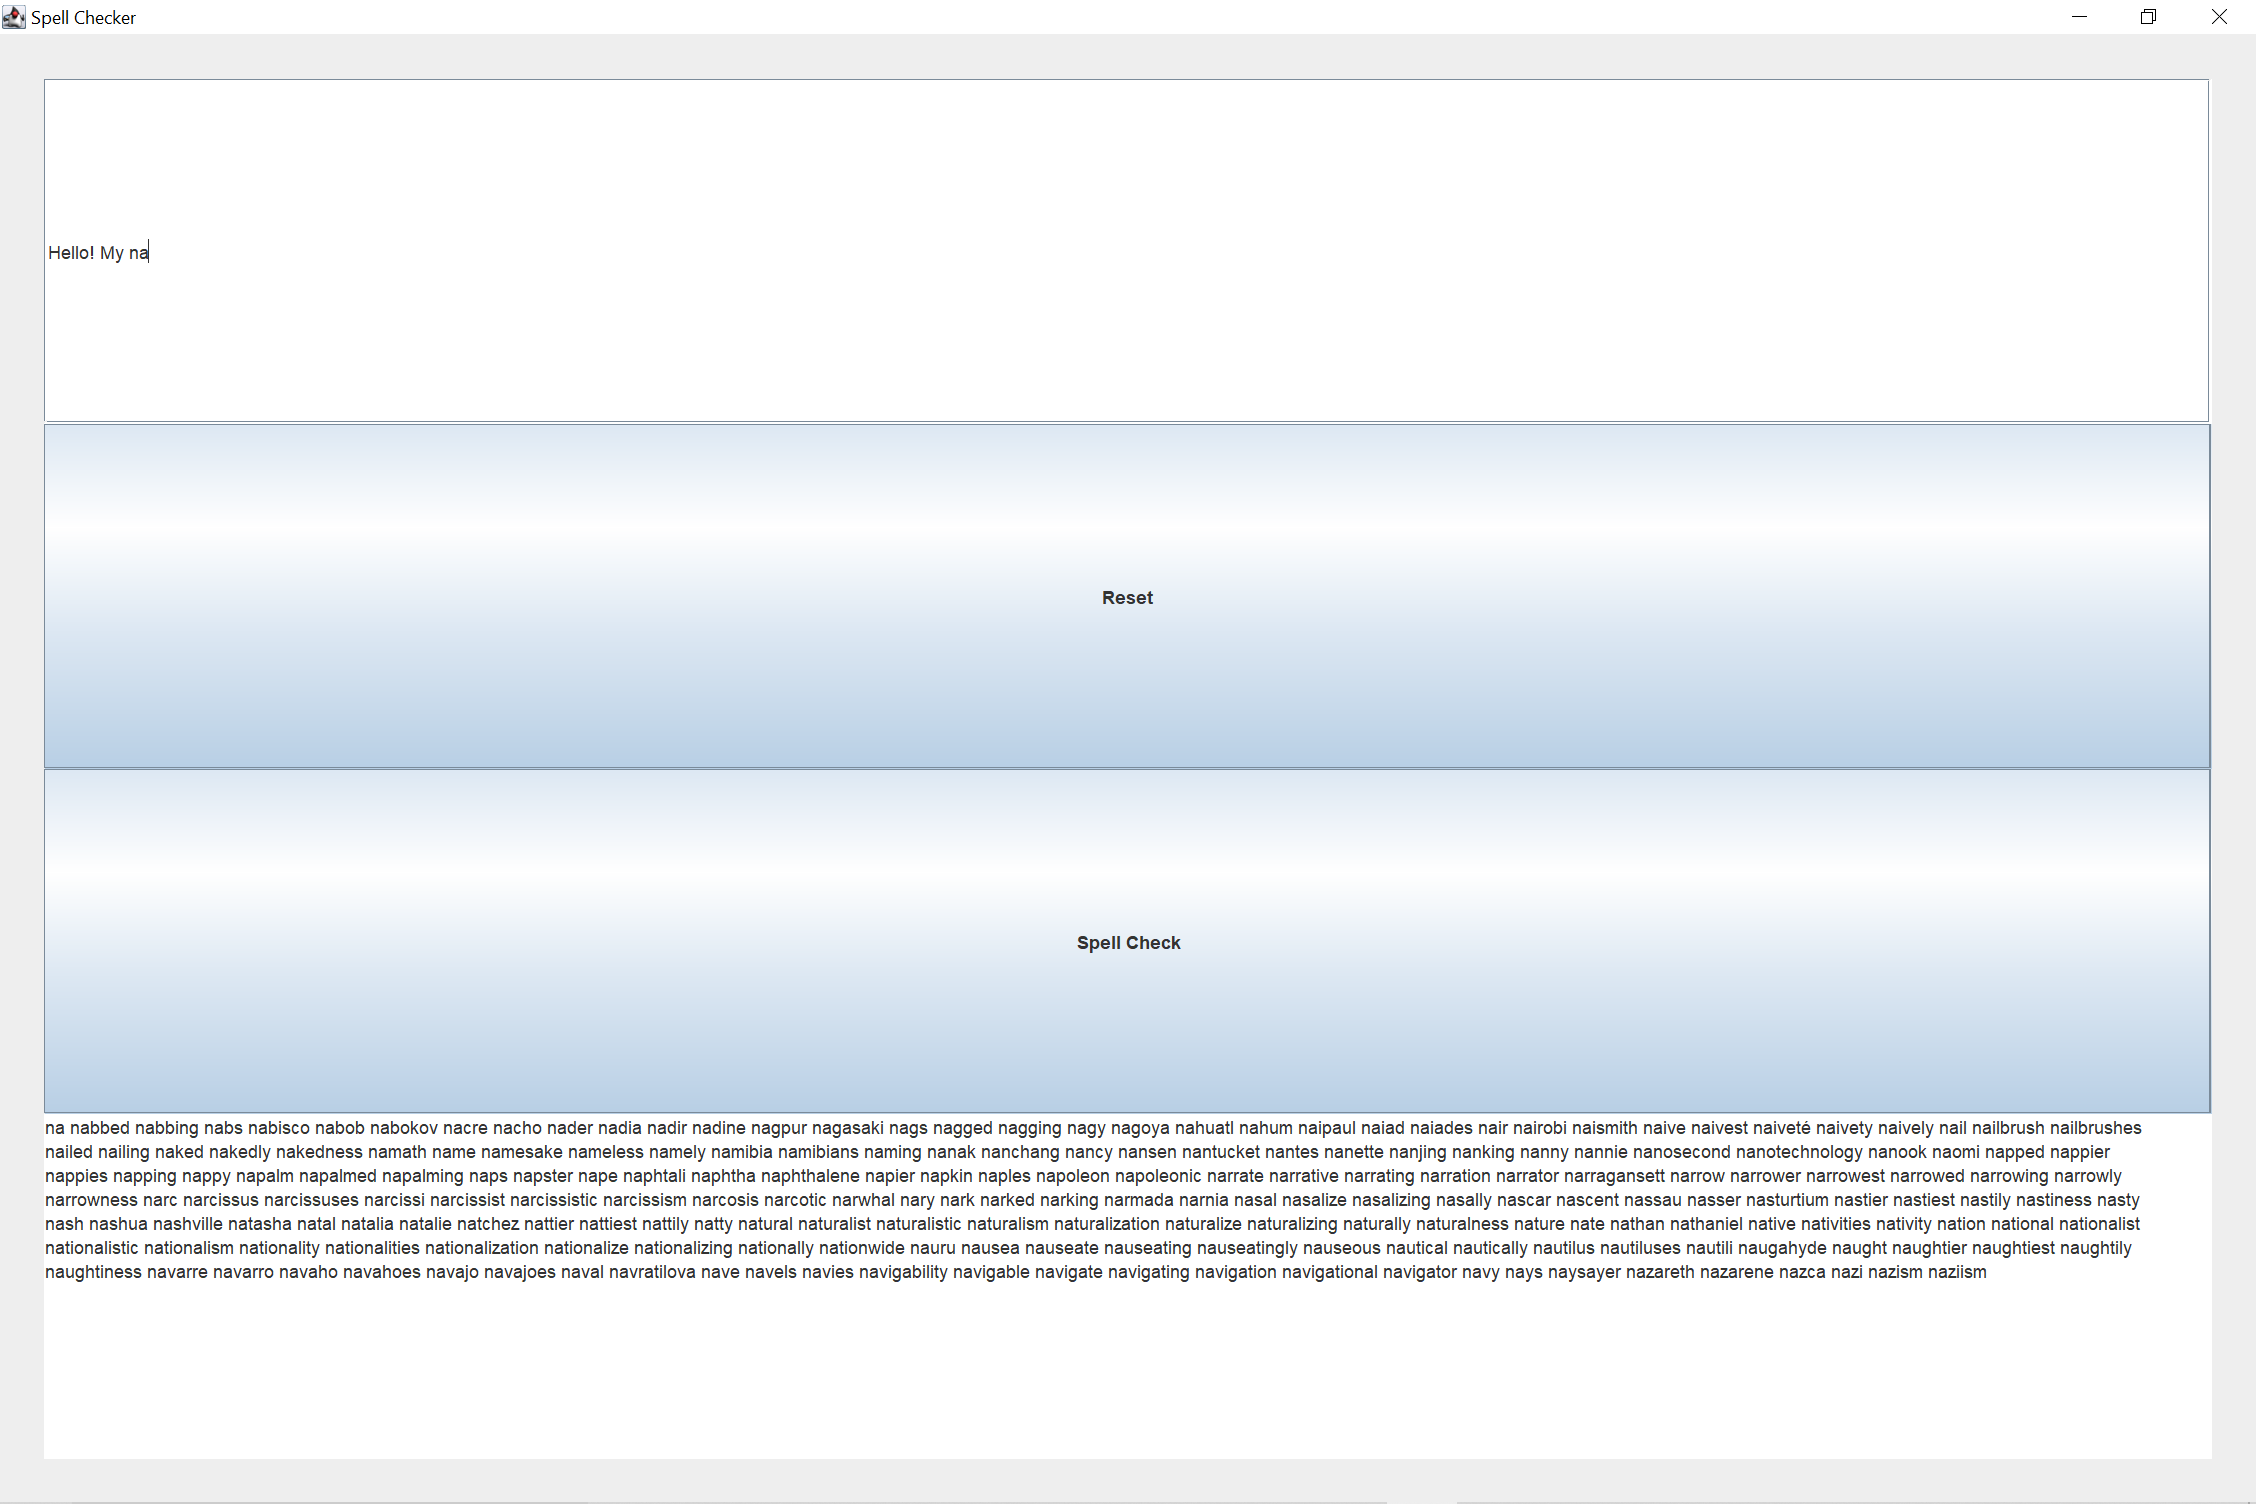 Spell Checker
Hello! My na
Reset
Spell Check
na nabbed nabbing nabs nabisco nabob nabokov nacre nacho nader nadia nadir nadine nagpur nagasaki nags nagged nagging nagy nagoya nahuatl nahum naipaul naiad naiades nair nairobi naismith naive naivest naiveté naivety naively nail nailbrush nailbrushes
nailed nailing naked nakedly nakedness namath name namesake nameless namely namibia namibians naming nanak nanchang nancy nansen nantucket nantes nanette nanjing nanking nanny nannie nanosecond nanotechnology nanook naomi napped nappier
nappies napping nappy napalm napalmed napalming naps napster nape naphtali naphtha naphthalene napier napkin naples napoleon napoleonic narrate narrative narrating narration narrator narragansett narrow narrower narrowest narrowed narrowing narrowly
narrowness narc narcissus narcissuses narcissi narcissist narcissistic narcissism narcosis narcotic narwhal nary nark narked narking narmada narnia nasal nasalize nasalizing nasally nascar nascent nassau nasser nasturtium nastier nastiest nastily nastiness nasty
nash nashua nashville natasha natal natalia natalie natchez nattier nattiest nattily natty natural naturalist naturalistic naturalism naturalization naturalize naturalizing naturally naturalness nature nate nathan nathaniel native nativities nativity nation national nationalist
nationalistic nationalism nationality nationalities nationalization nationalize nationalizing nationally nationwide nauru nausea nauseate nauseating nauseatingly nauseous nautical nautically nautilus nautiluses nautili naugahyde naught naughtier naughtiest naughtily
naughtiness navarre navarro navaho navahoes navajo navajoes naval navratilova nave navels navies navigability navigable navigate navigating navigation navigational navigator navy nays naysayer nazareth nazarene nazca nazi nazism naziism